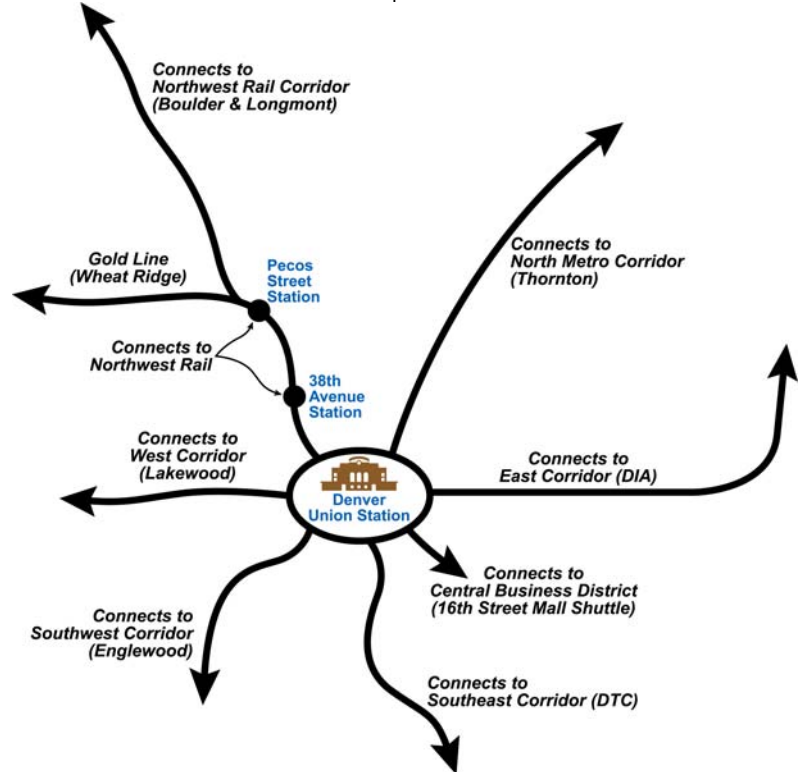 Connects to
Northwest Rail Corridor
(Boulder & Longmont)
Connects to
North Metro Corridor
(Thornton)
Gold Line
(Wheat Ridge)
Pecos
Street
Station
Connects to
Northwest Rail
38th
Avenue
Station
Connects to
West Corridor
(Lakewood)
Connects to
East Corridor (DIA)
Denver
Union Station
Connects to
Central Business District
(16th Street Mall Shuttle)
Connects to
Southwest Corridor
(Englewood)
Connects to
Southeast Corridor (DTC)